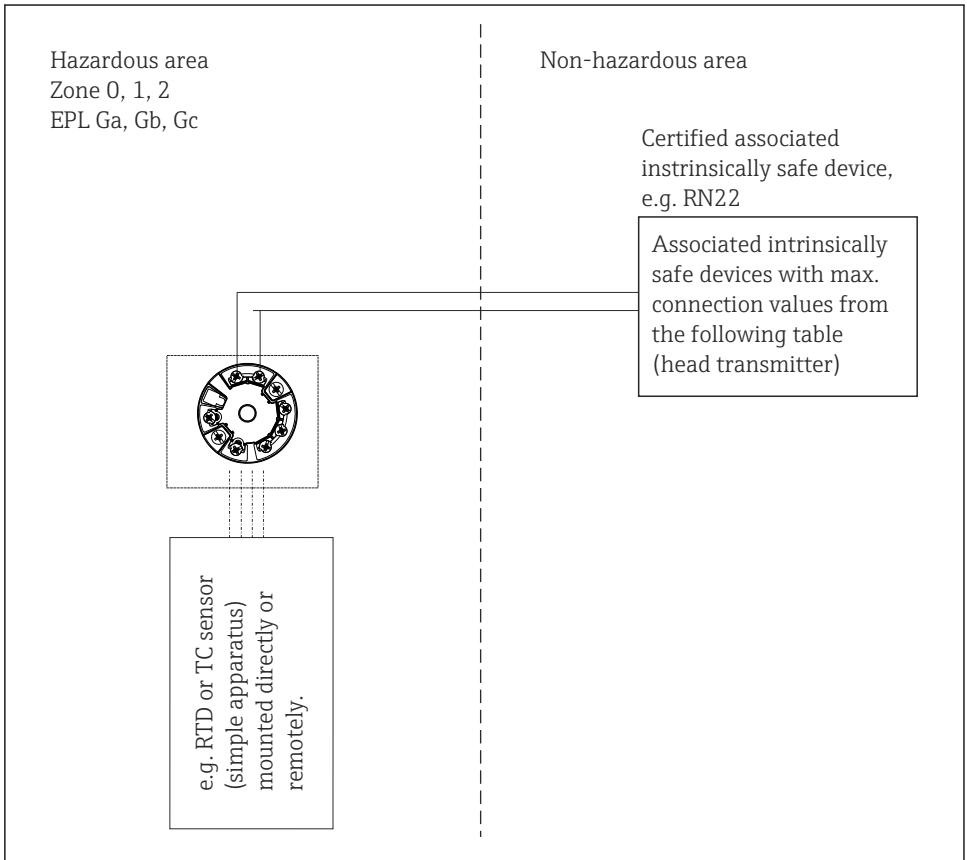 Hazardous area
Zone 0, 1, 2
EPL Ga, Gb, Gc
Non-hazardous area
Certified associated
instrinsically safe device,
e.g. RN22
Associated intrinsically
safe devices with max.
connection values from
the following table
(head transmitter)
e.g. RTD or TC sensor
(simple apparatus)
mounted directly or
remotely.